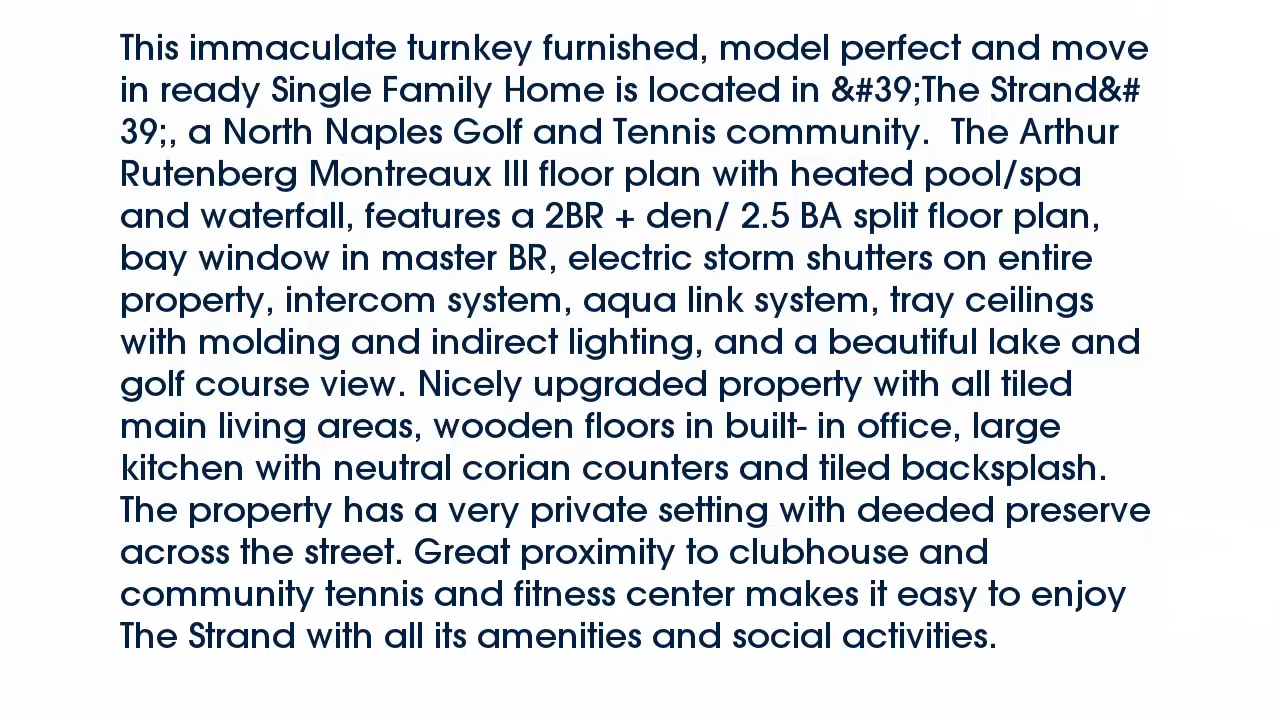 This immaculate turnkey furnished, model perfect and move
in ready Single Family Home is located in &#39;The Strand&#
39;, a North Naples Golf and Tennis community.  The Arthur
Rutenberg Montreaux III floor plan with heated pool/spa
and waterfall, features a 2BR + den/ 2.5 BA split floor plan,
bay window in master BR, electric storm shutters on entire
property, intercom system, aqua link system, tray ceilings
with molding and indirect lighting, and a beautiful lake and
golf course view. Nicely upgraded property with all tiled
main living areas, wooden floors in built- in office, large
kitchen with neutral corian counters and tiled backsplash.
The property has a very private setting with deeded preserve
across the street. Great proximity to clubhouse and
community tennis and fitness center makes it easy to enjoy
The Strand with all its amenities and social activities.